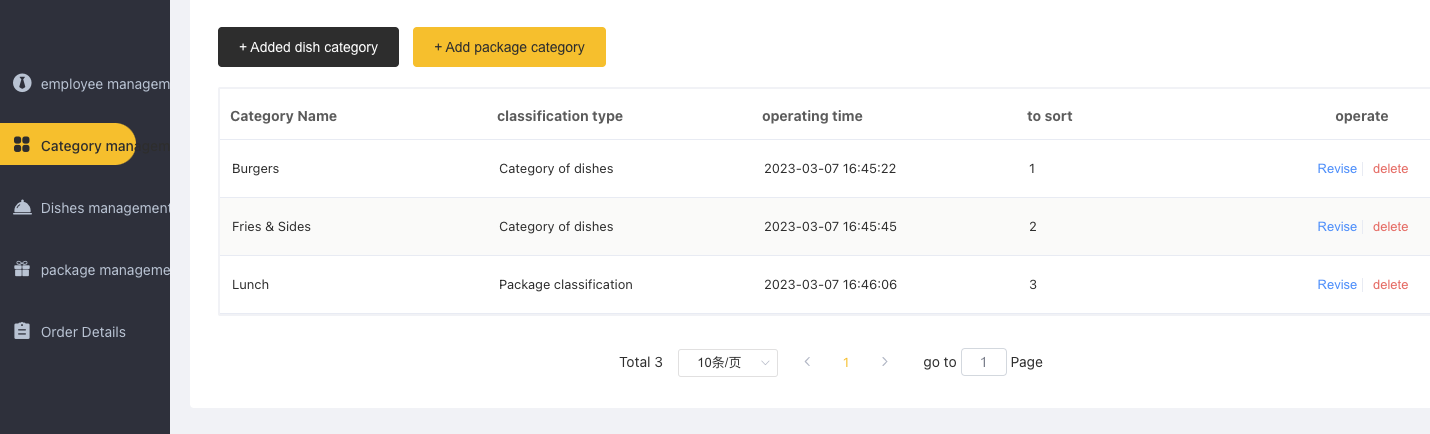 + Added dish category + Add package category
employee managem
Category managem
Dishes management
package manageme
Order Details
Category Name classification type operating time to sort operate
Burgers Category of dishes 2023-03-07 16:45:22 1 Revise delete
Fries & Sides Category of dishes 2023-03-07 16:45:45 2 Revise delete
Lunch Package classification 2023-03-07 16:46:06 3 Revise delete
Total 3 10条/页 1 go to 1 Page